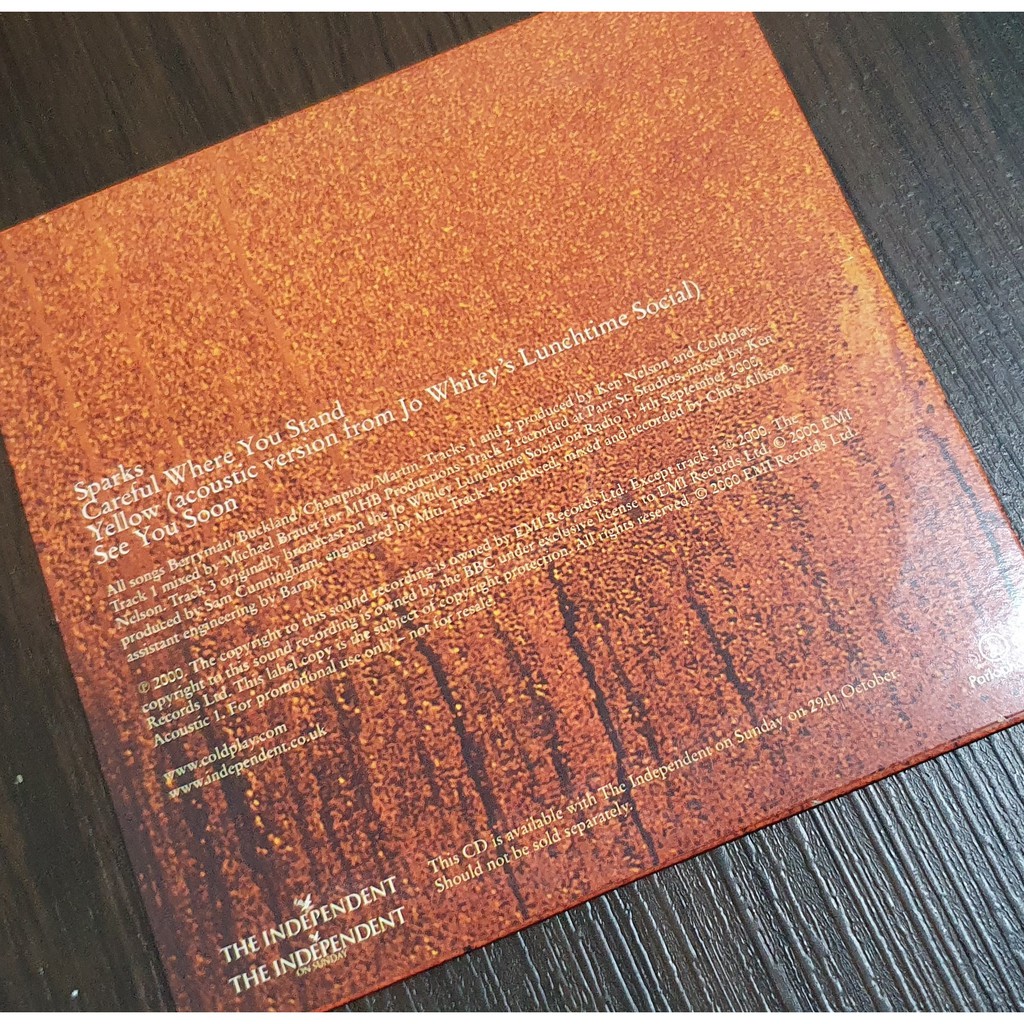 Sparks
Careful Where You Stand
Yellow (acoustic version from Jo Whiley's Lunchtime Social)
See You Soon
All songs Berryman/Buckland/Champion/Martin. Tracks 1 and 2 produced by Ken Nelson and Coldplay.
Track 1 mixed by Michael Brauer for MHB Productions. Track 2 recorded at Parr St. Studios, mixed by Ken
Nelson. Track 3 originally broadcast on the Jo Whiley Lunchtime Social on Radio 1, 4th September 2000,
produced by Sam Cunningham, engineered by Miti. Track 4 produced, mixed and recorded by Chris Allison,
assistant engineering by Barny
℗ 2000. The copyright to this sound recording is owned by EMI Records Ltd. Except track 3 ℗ 2000. The
copyright to this sound recording is owned by the BBC, under exclusive license to EMI Records Ltd. © 2000 EMI
Records Ltd. This label copy is the subject of copyright protection. All rights reserved. © 2000 EMI Records Ltd.
Acoustic 1. For promotional use only – not for resale.
www.coldplay.com
www.independent.co.uk
This CD is available with The Independent on Sunday on 29th October.
Should not be sold separately.
THE INDEPENDENT
THE INDEPENDENT
ON SUNDAY